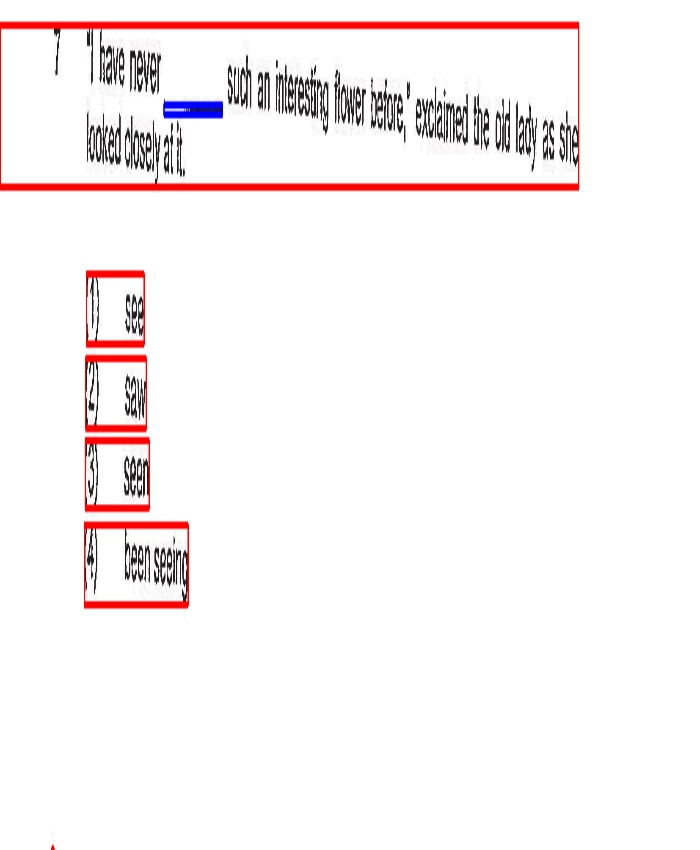 7 "I have never ______ such an interesting flower before," exclaimed the old lady as she
looked closely at it.
(1) see
(2) saw
(3) seen
(4) been seeing